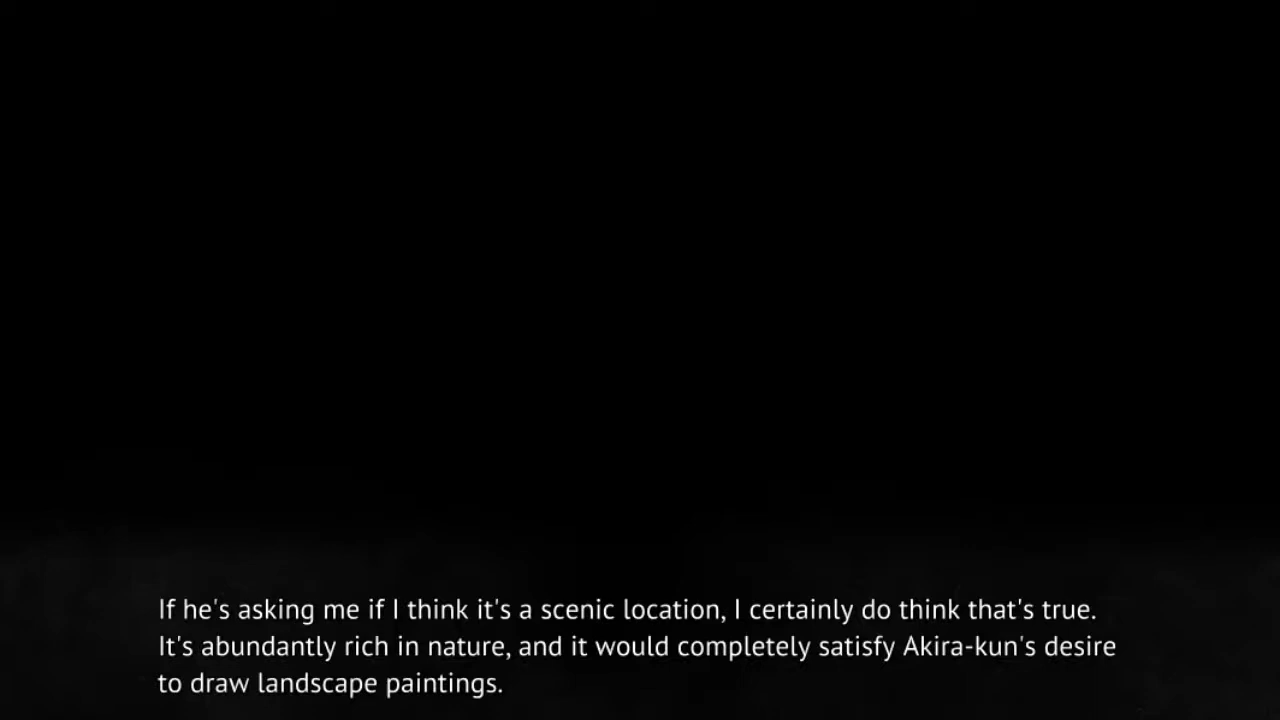 If he's asking me if I think it's a scenic location, I certainly do think that's true.
It's abundantly rich in nature, and it would completely satisfy Akira-kun's desire
to draw landscape paintings.